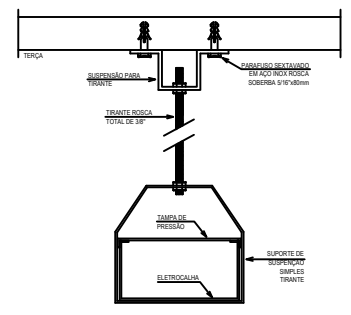 TERÇA
PARAFUSO SEXTAVADO
EM AÇO INOX ROSCA
SOBERBA 5/16"x80mm
SUSPENSÃO PARA
TIRANTE
TIRANTE ROSCA
TOTAL DE 3/8"
TAMPA DE
PRESSÃO
SUPORTE DE
SUSPENÇÃO
SIMPLES
TIRANTE
ELETROCALHA